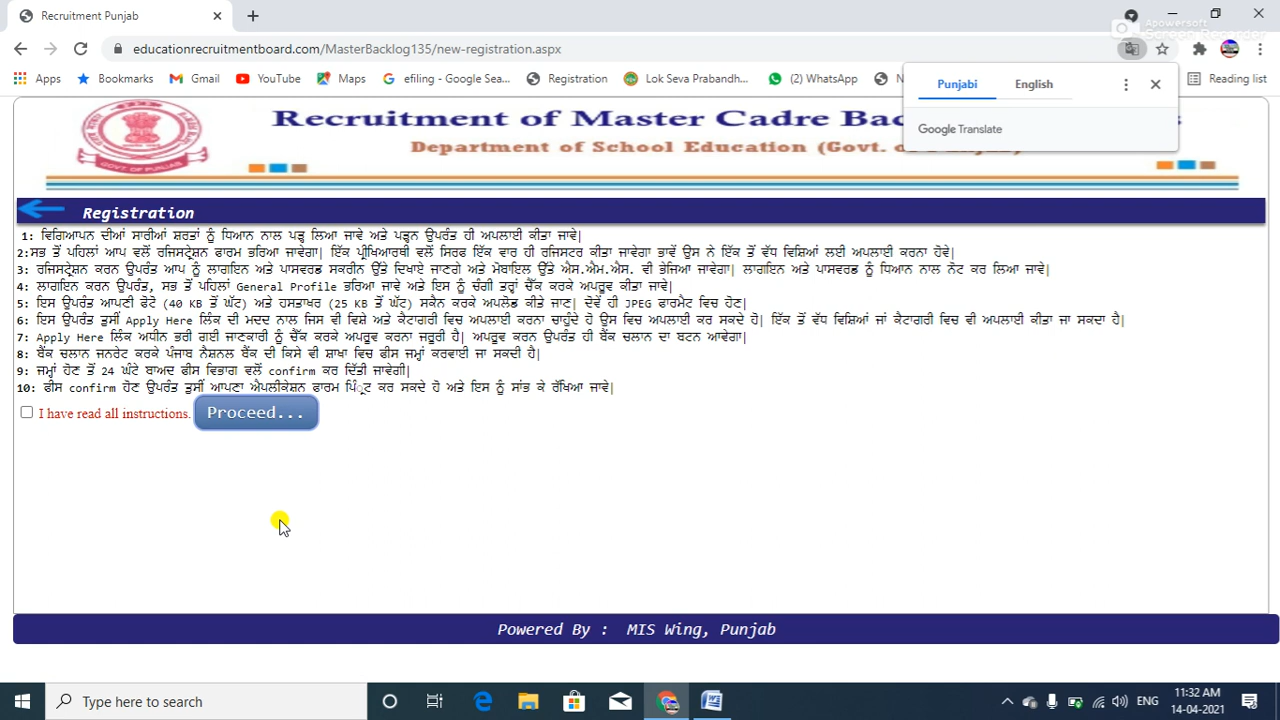 Recruitment Punjab
educationrecruitmentboard.com/MasterBacklog135/new-registration.aspx
Apowersoft
Screen Recorder
Apps Bookmarks Gmail YouTube Maps efiling - Google Sea... Registration Lok Seva Prabandh... (2) WhatsApp N Reading list
Punjabi English
Google Translate
Recruitment of Master Cadre Bac
Department of School Education (Govt. of
Registration
1: ਵਿਗਿਆਪਨ ਦੀਆਂ ਸਾਰੀਆਂ ਸ਼ਰਤਾਂ ਨੂੰ ਧਿਆਨ ਨਾਲ ਪੜ੍ਹ ਲਿਆ ਜਾਵੇ ਅਤੇ ਪੜ੍ਹਨ ਉਪਰੰਤ ਹੀ ਅਪਲਾਈ ਕੀਤਾ ਜਾਵੇ|
2:ਸਭ ਤੋਂ ਪਹਿਲਾਂ ਆਪ ਵਲੋਂ ਰਜਿਸਟ੍ਰੇਸ਼ਨ ਫਾਰਮ ਭਰਿਆ ਜਾਵੇਗਾ| ਇੱਕ ਪ੍ਰੀਖਿਆਰਥੀ ਵਲੋਂ ਸਿਰਫ ਇੱਕ ਵਾਰ ਹੀ ਰਜਿਸਟਰ ਕੀਤਾ ਜਾਵੇਗਾ ਭਾਵੇਂ ਉਸ ਨੇ ਇੱਕ ਤੋਂ ਵੱਧ ਵਿਸ਼ਿਆਂ ਲਈ ਅਪਲਾਈ ਕਰਨਾ ਹੋਵੇ|
3: ਰਜਿਸਟ੍ਰੇਸ਼ਨ ਕਰਨ ਉਪਰੰਤ ਆਪ ਨੂੰ ਲਾਗਇਨ ਅਤੇ ਪਾਸਵਰਡ ਸਕਰੀਨ ਉੱਤੇ ਦਿਖਾਏ ਜਾਣਗੇ ਅਤੇ ਮੋਬਾਇਲ ਉੱਤੇ ਐਸ.ਐਮ.ਐਸ. ਵੀ ਭੇਜਿਆ ਜਾਵੇਗਾ| ਲਾਗਇਨ ਅਤੇ ਪਾਸਵਰਡ ਨੂੰ ਧਿਆਨ ਨਾਲ ਨੋਟ ਕਰ ਲਿਆ ਜਾਵੇ|
4: ਲਾਗਇਨ ਕਰਨ ਉਪਰੰਤ, ਸਭ ਤੋਂ ਪਹਿਲਾਂ General Profile ਭਰਿਆ ਜਾਵੇ ਅਤੇ ਇਸ ਨੂੰ ਚੰਗੀ ਤਰ੍ਹਾਂ ਚੈੱਕ ਕਰਕੇ ਅਪਰੂਵ ਕੀਤਾ ਜਾਵੇ|
5: ਇਸ ਉਪਰੰਤ ਆਪਣੀ ਫੋਟੋ (40 KB ਤੋਂ ਘੱਟ) ਅਤੇ ਹਸਤਾਖਰ (25 KB ਤੋਂ ਘੱਟ) ਸਕੈਨ ਕਰਕੇ ਅਪਲੋਡ ਕੀਤੇ ਜਾਣ| ਦੋਵੇਂ ਹੀ JPEG ਫਾਰਮੈਟ ਵਿਚ ਹੋਣ|
6: ਇਸ ਉਪਰੰਤ ਤੁਸੀਂ Apply Here ਲਿੰਕ ਦੀ ਮਦਦ ਨਾਲ ਜਿਸ ਵੀ ਵਿਸ਼ੇ ਅਤੇ ਕੈਟਾਗਰੀ ਵਿਚ ਅਪਲਾਈ ਕਰਨਾ ਚਾਹੁੰਦੇ ਹੋ ਉਸ ਵਿਚ ਅਪਲਾਈ ਕਰ ਸਕਦੇ ਹੋ| ਇੱਕ ਤੋਂ ਵੱਧ ਵਿਸ਼ਿਆਂ ਜਾਂ ਕੈਟਾਗਰੀ ਵਿਚ ਵੀ ਅਪਲਾਈ ਕੀਤਾ ਜਾ ਸਕਦਾ ਹੈ|
7: Apply Here ਲਿੰਕ ਅਧੀਨ ਭਰੀ ਗਈ ਜਾਣਕਾਰੀ ਨੂੰ ਚੈੱਕ ਕਰਕੇ ਅਪਰੂਵ ਕਰਨਾ ਜਰੂਰੀ ਹੈ| ਅਪਰੂਵ ਕਰਨ ਉਪਰੰਤ ਹੀ ਬੈਂਕ ਚਲਾਨ ਦਾ ਬਟਨ ਆਵੇਗਾ|
8: ਬੈਂਕ ਚਲਾਨ ਜਨਰੇਟ ਕਰਕੇ ਪੰਜਾਬ ਨੈਸ਼ਨਲ ਬੈਂਕ ਦੀ ਕਿਸੇ ਵੀ ਸ਼ਾਖਾ ਵਿਚ ਫੀਸ ਜਮ੍ਹਾਂ ਕਰਵਾਈ ਜਾ ਸਕਦੀ ਹੈ|
9: ਜਮ੍ਹਾਂ ਹੋਣ ਤੋਂ 24 ਘੰਟੇ ਬਾਅਦ ਫੀਸ ਵਿਭਾਗ ਵਲੋਂ confirm ਕਰ ਦਿੱਤੀ ਜਾਵੇਗੀ|
10: ਫੀਸ confirm ਹੋਣ ਉਪਰੰਤ ਤੁਸੀਂ ਆਪਣਾ ਐਪਲੀਕੇਸ਼ਨ ਫਾਰਮ ਪਿੰ੍ਰਟ ਕਰ ਸਕਦੇ ਹੋ ਅਤੇ ਇਸ ਨੂੰ ਸਾਂਭ ਕੇ ਰੱਖਿਆ ਜਾਵੇ|
I have read all instructions. Proceed...
Powered By : MIS Wing, Punjab
Type here to search
ENG
11:32 AM
14-04-2021